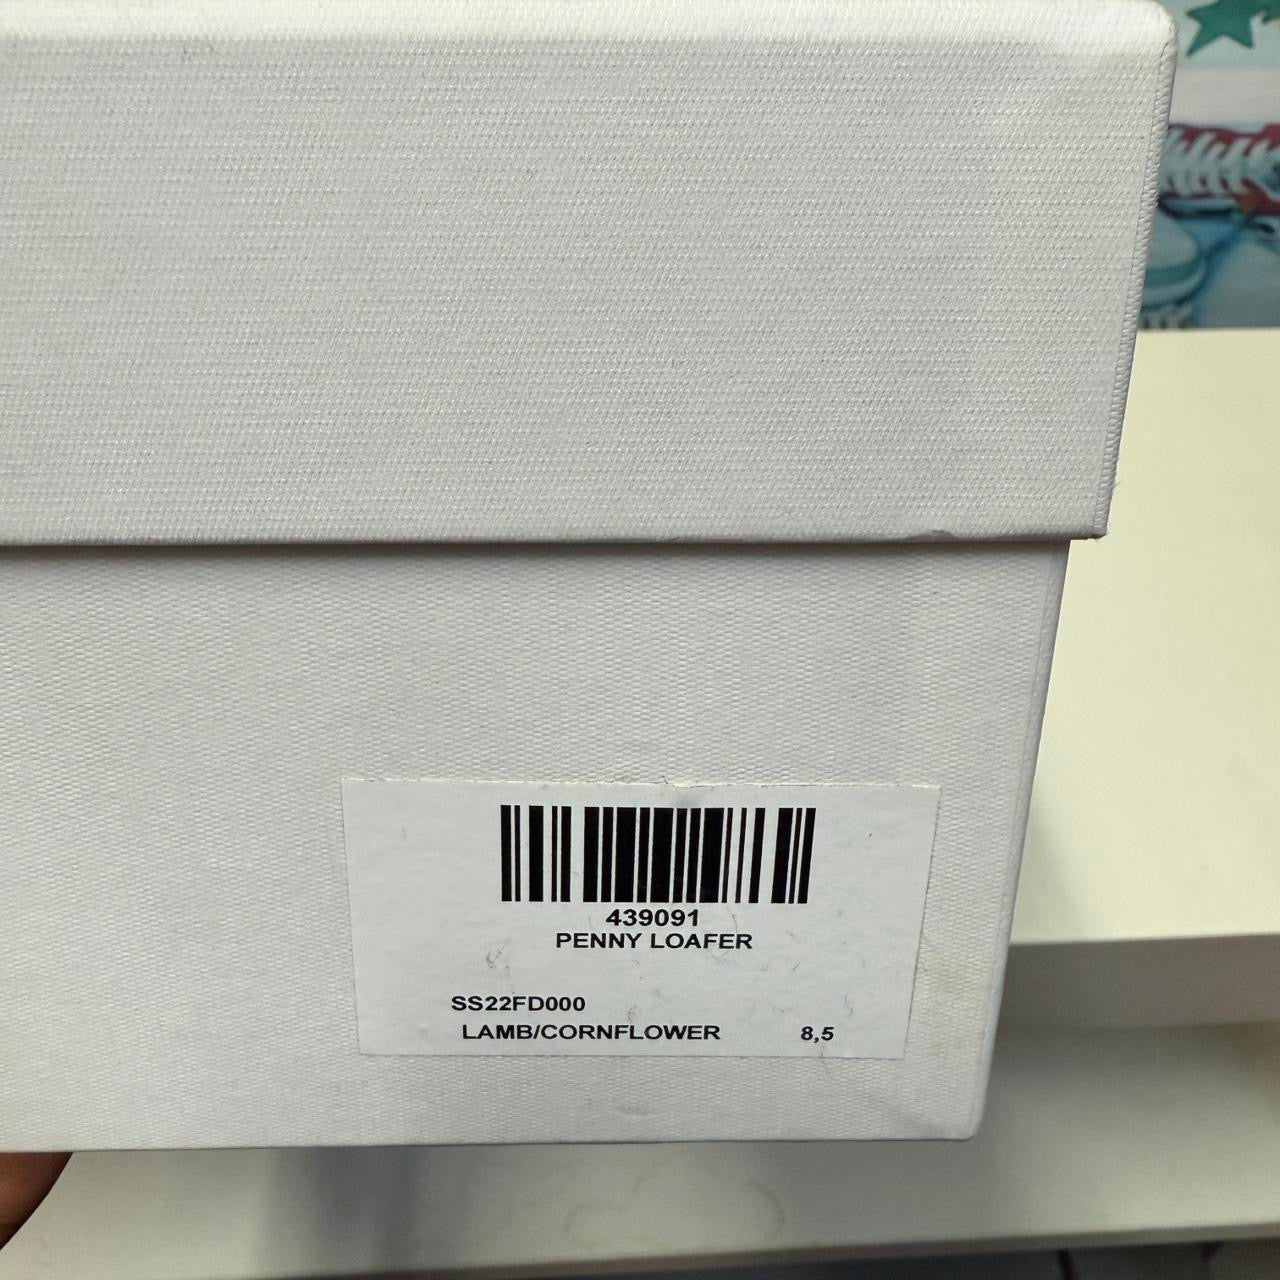 439091
PENNY LOAFER
SS22FD000
LAMB/CORNFLOWER 8,5